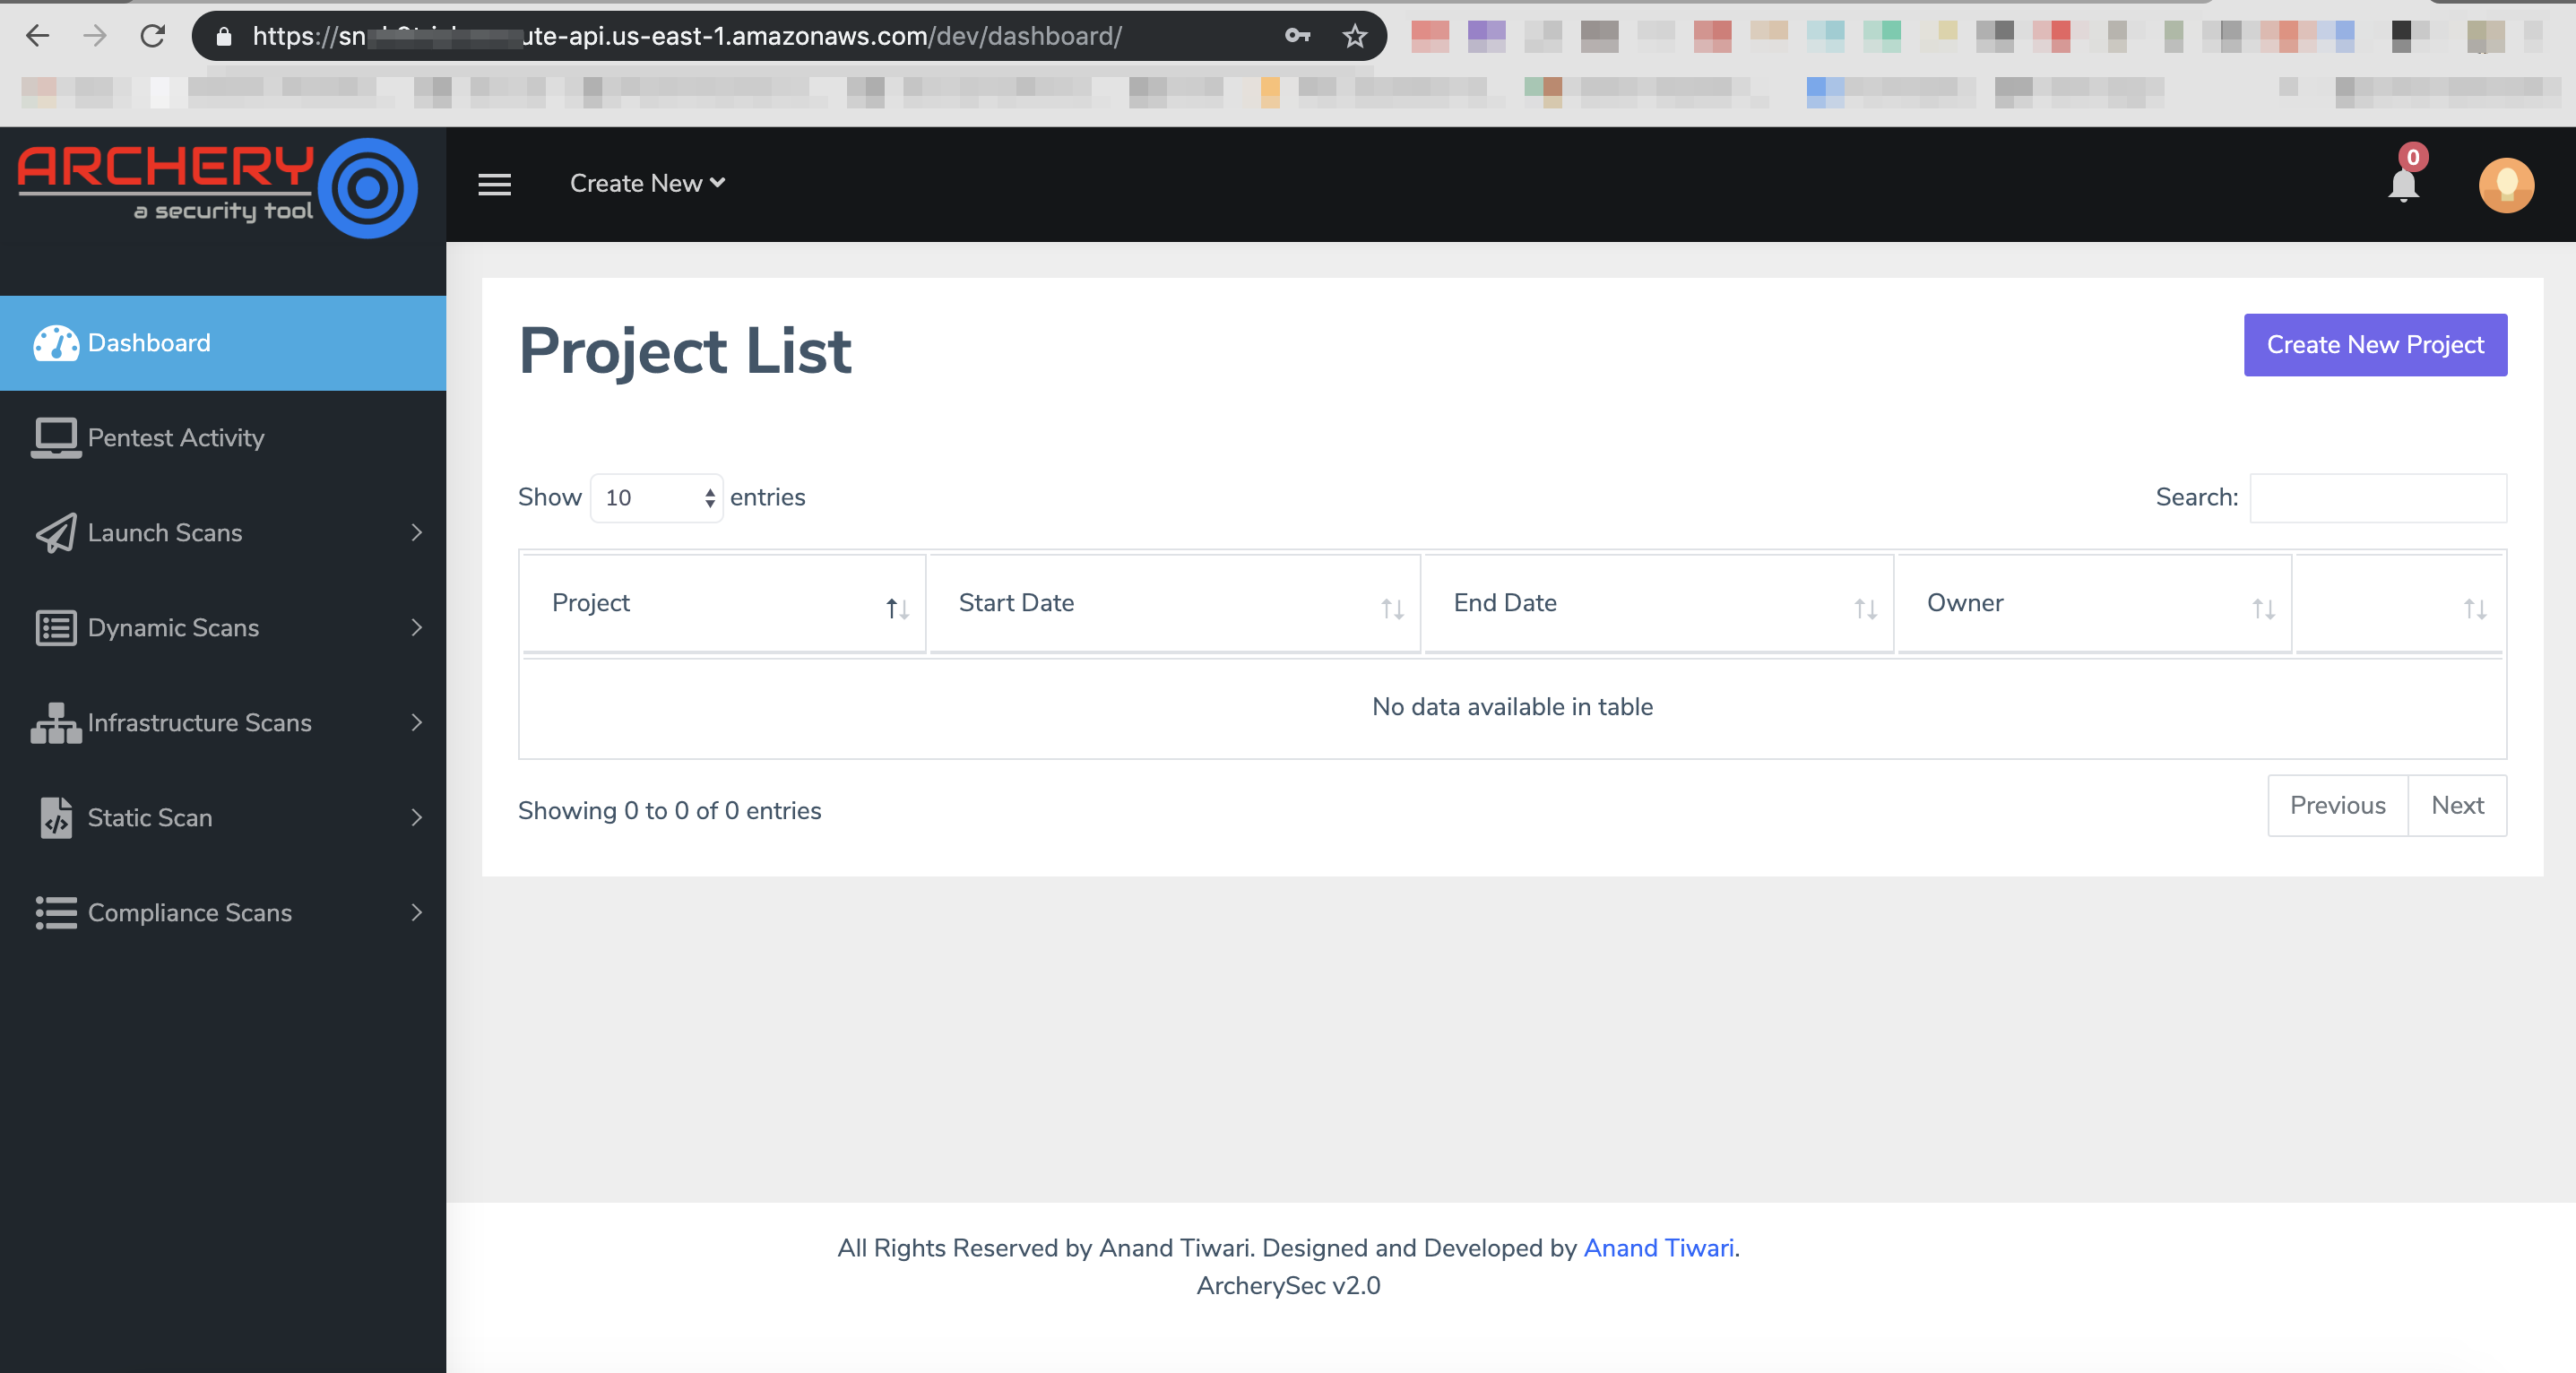 https://sn ute-api.us-east-1.amazonaws.com/dev/dashboard/
ARCHERY
a security tool
Create New
0
Dashboard
Pentest Activity
Launch Scans
Dynamic Scans
Infrastructure Scans
Static Scan
Compliance Scans
Project List
Create New Project
Show 10 entries
Search:
Project Start Date End Date Owner
No data available in table
Showing 0 to 0 of 0 entries
Previous Next
All Rights Reserved by Anand Tiwari. Designed and Developed by Anand Tiwari.
ArcherySec v2.0